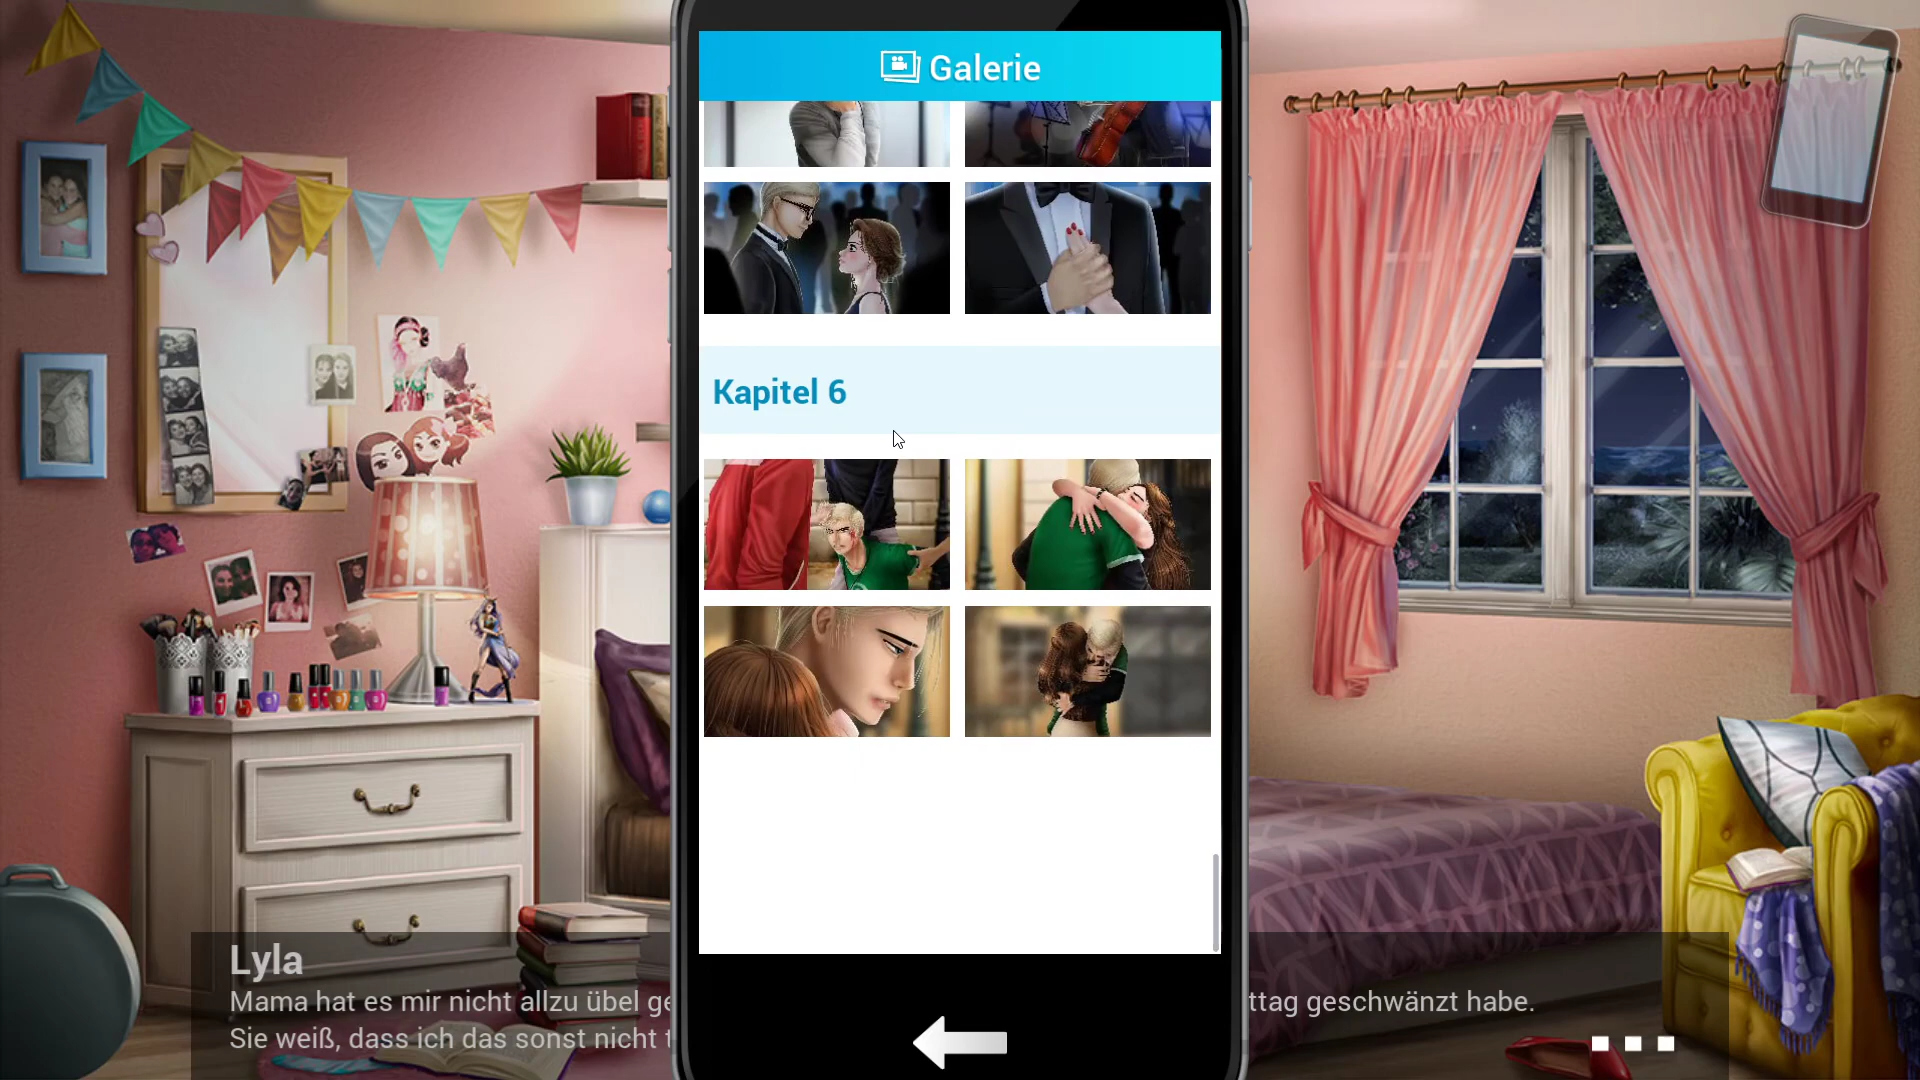 Galerie
Kapitel 6
Lyla
Mama hat es mir nicht allzu übel ttag geschwänzt habe.
Sie weiß, dass ich das sonst nicht